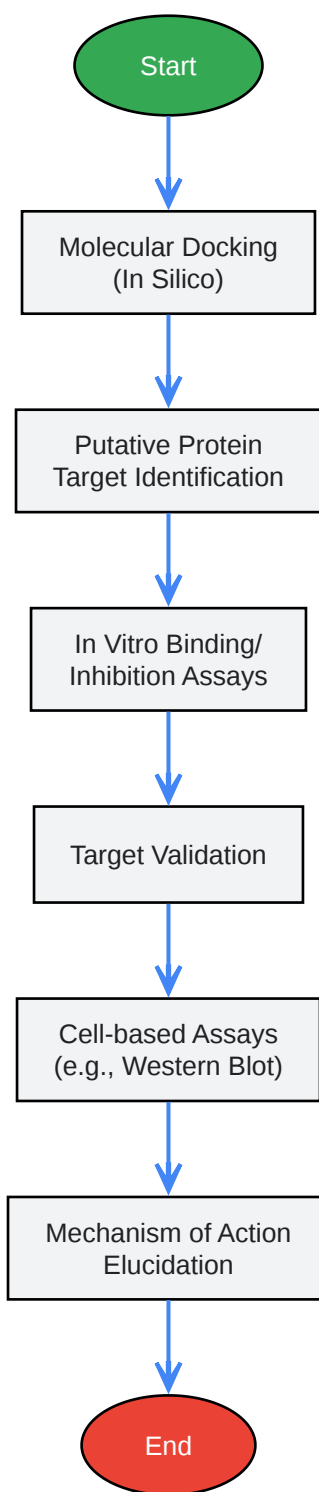 Start
Molecular Docking
(In Silico)
Putative Protein
Target Identification
In Vitro Binding/
Inhibition Assays
Target Validation
Cell-based Assays
(e.g., Western Blot)
Mechanism of Action
Elucidation
End